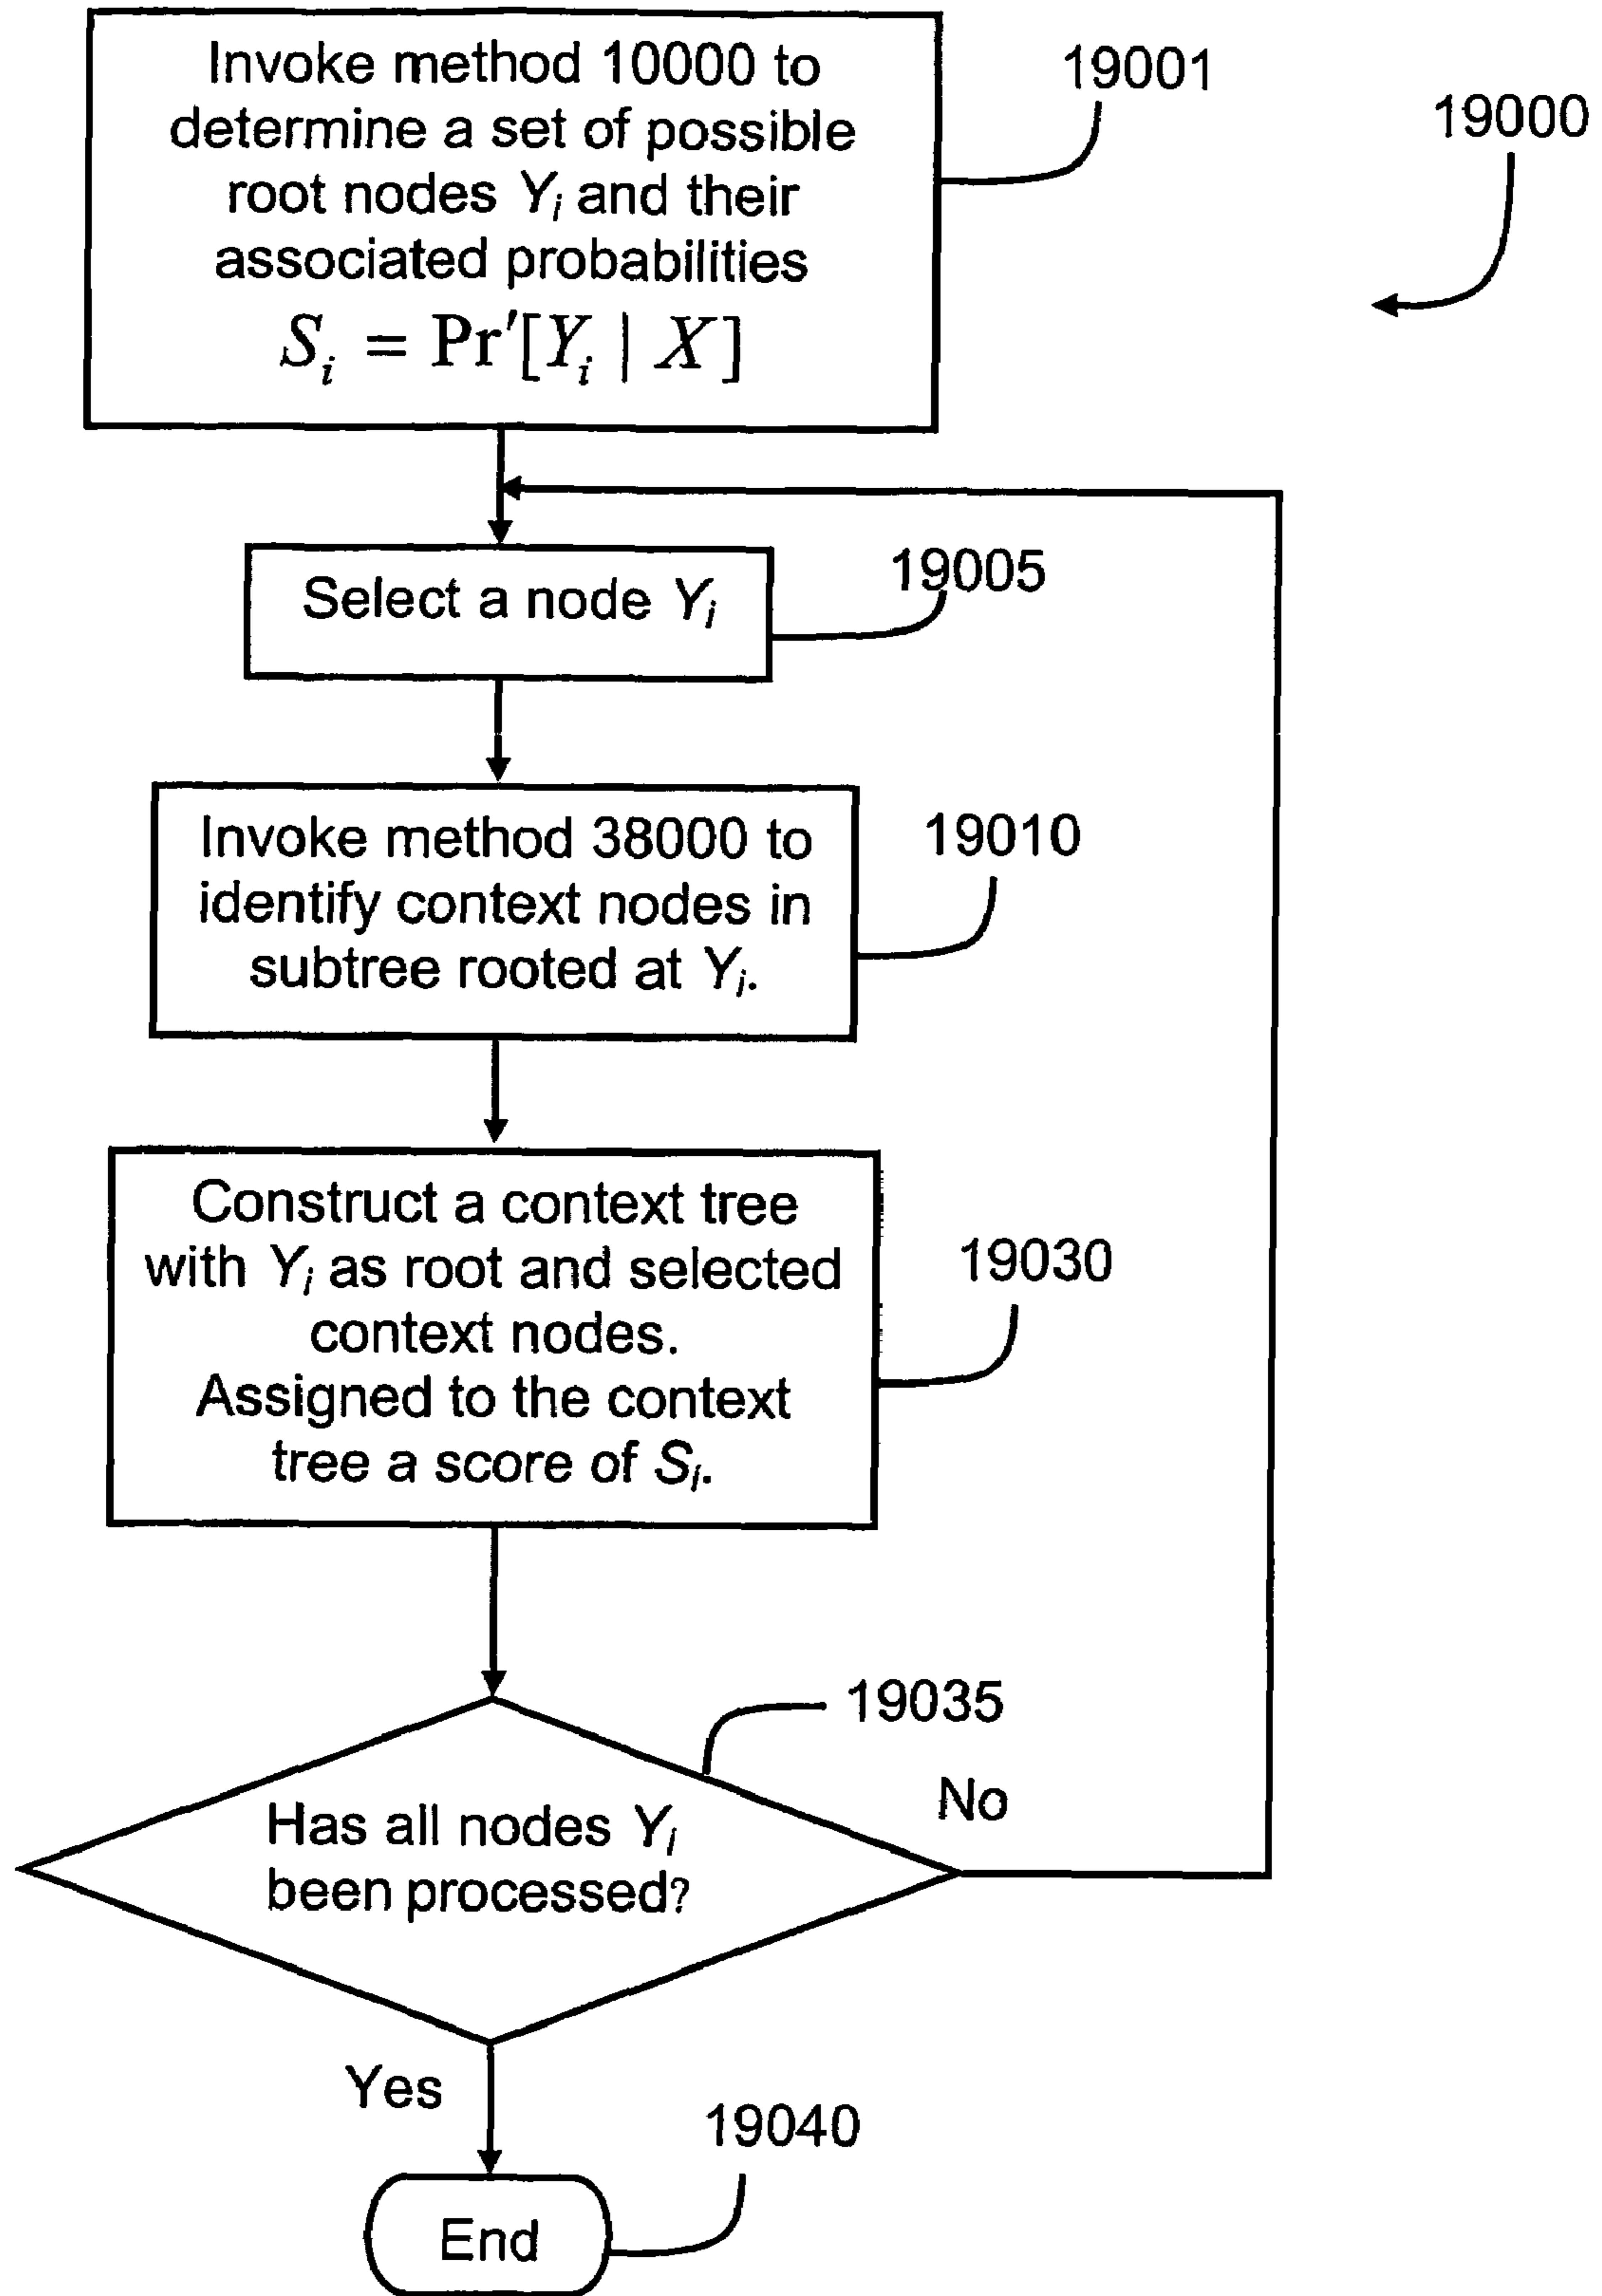 Invoke method 10000 to
determine a set of possible
root nodes Yi and their
associated probabilities
Si = Pr′[Yi | X]
19001
19000
Select a node Yi
19005
Invoke method 38000 to
identify context nodes in
subtree rooted at Yi.
19010
Construct a context tree
with Yi as root and selected
context nodes.
Assigned to the context
tree a score of Si.
19030
19035
Has all nodes Yi
been processed?
No
Yes
19040
End